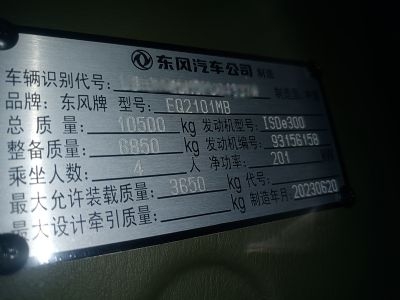 东风汽车公司 制造
车辆识别代号:
品牌: 东风牌 型号: EQ2101MB
总质量: 10500 kg 发动机型号: ISDe300
整备质量: 6850 kg 发动机编号: 93156158
乘坐人数: 4 人 净功率: 201 kW
最大允许装载质量: 3650 kg 代号:
最大设计牵引质量: kg 制造年月: 20230620